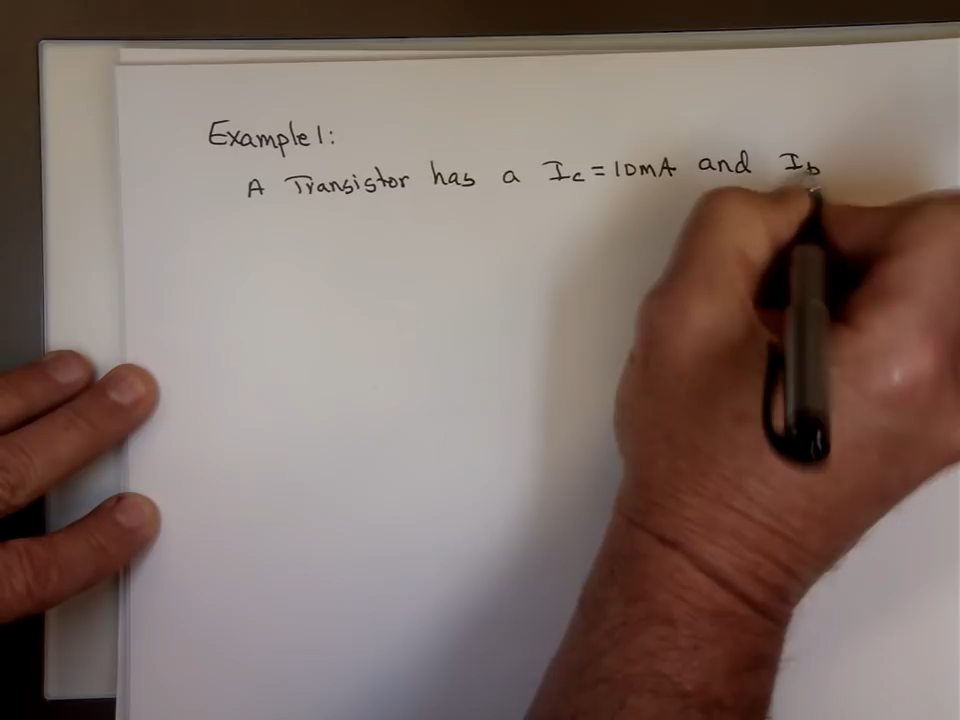 Example 1:
A Transistor has a Ic = 10mA and Ib